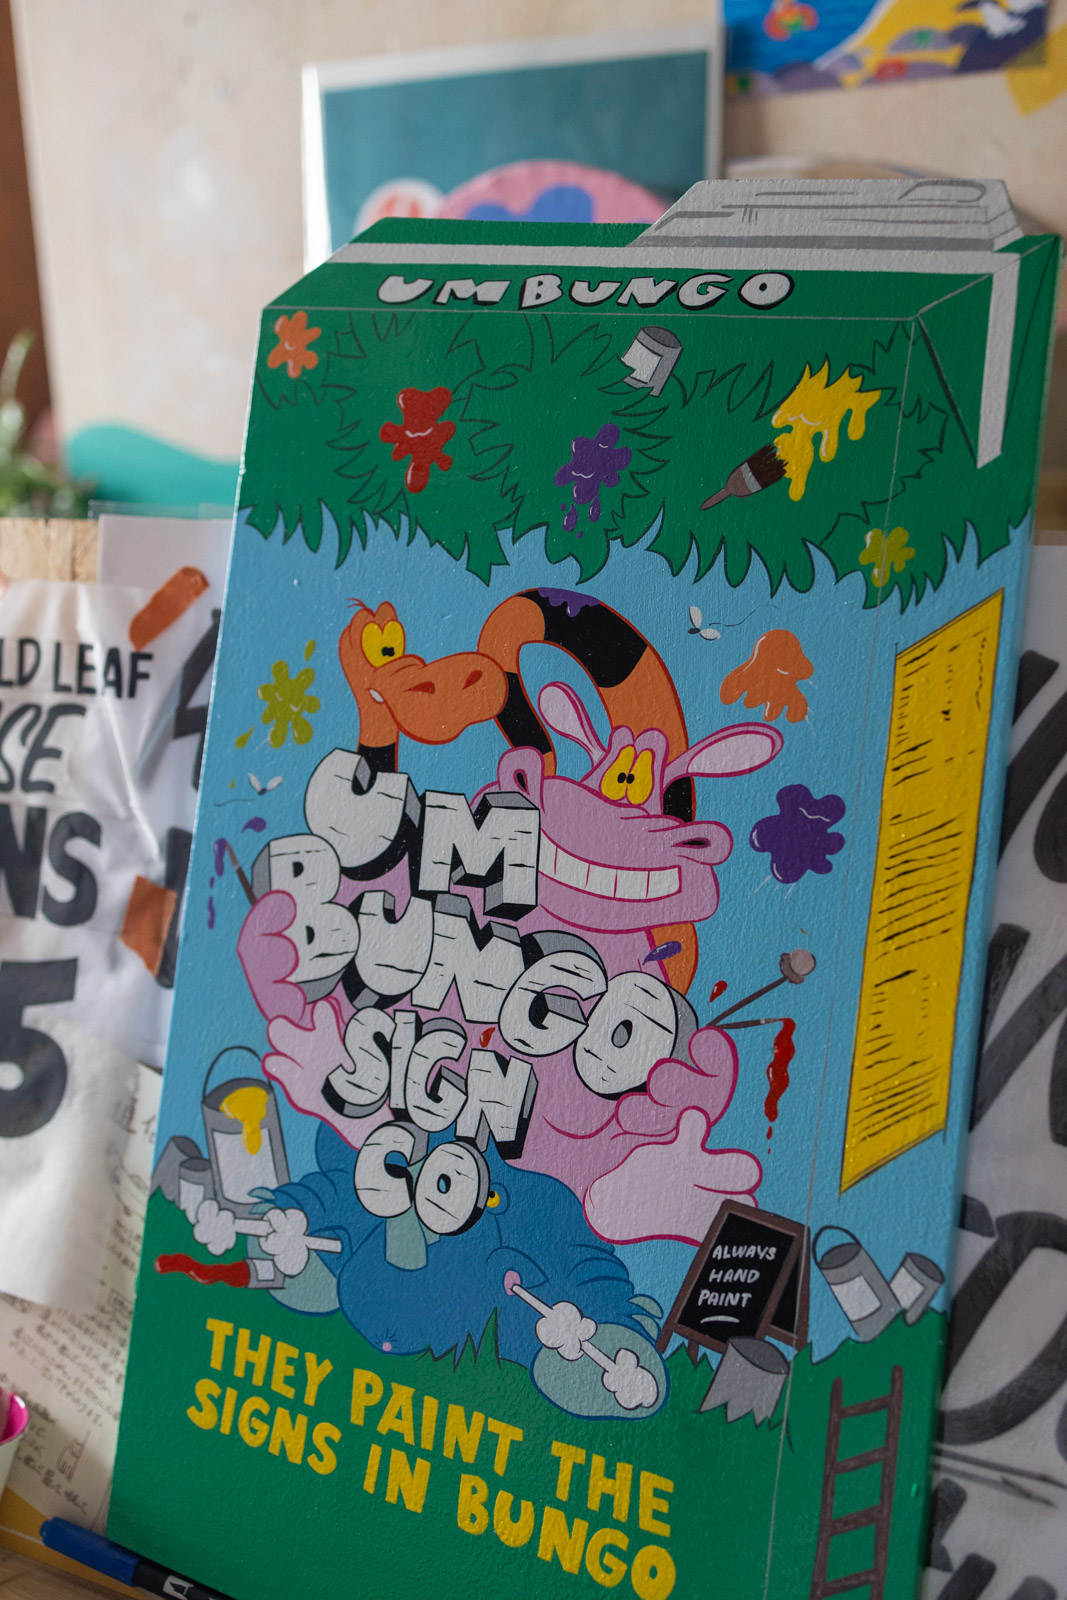 UMBUNGO
UM
BUNGO
SIGN
CO
ALWAYS
HAND
PAINT
THEY PAINT THE
SIGNS IN BUNGO
LD LEAF
SE
NS
5